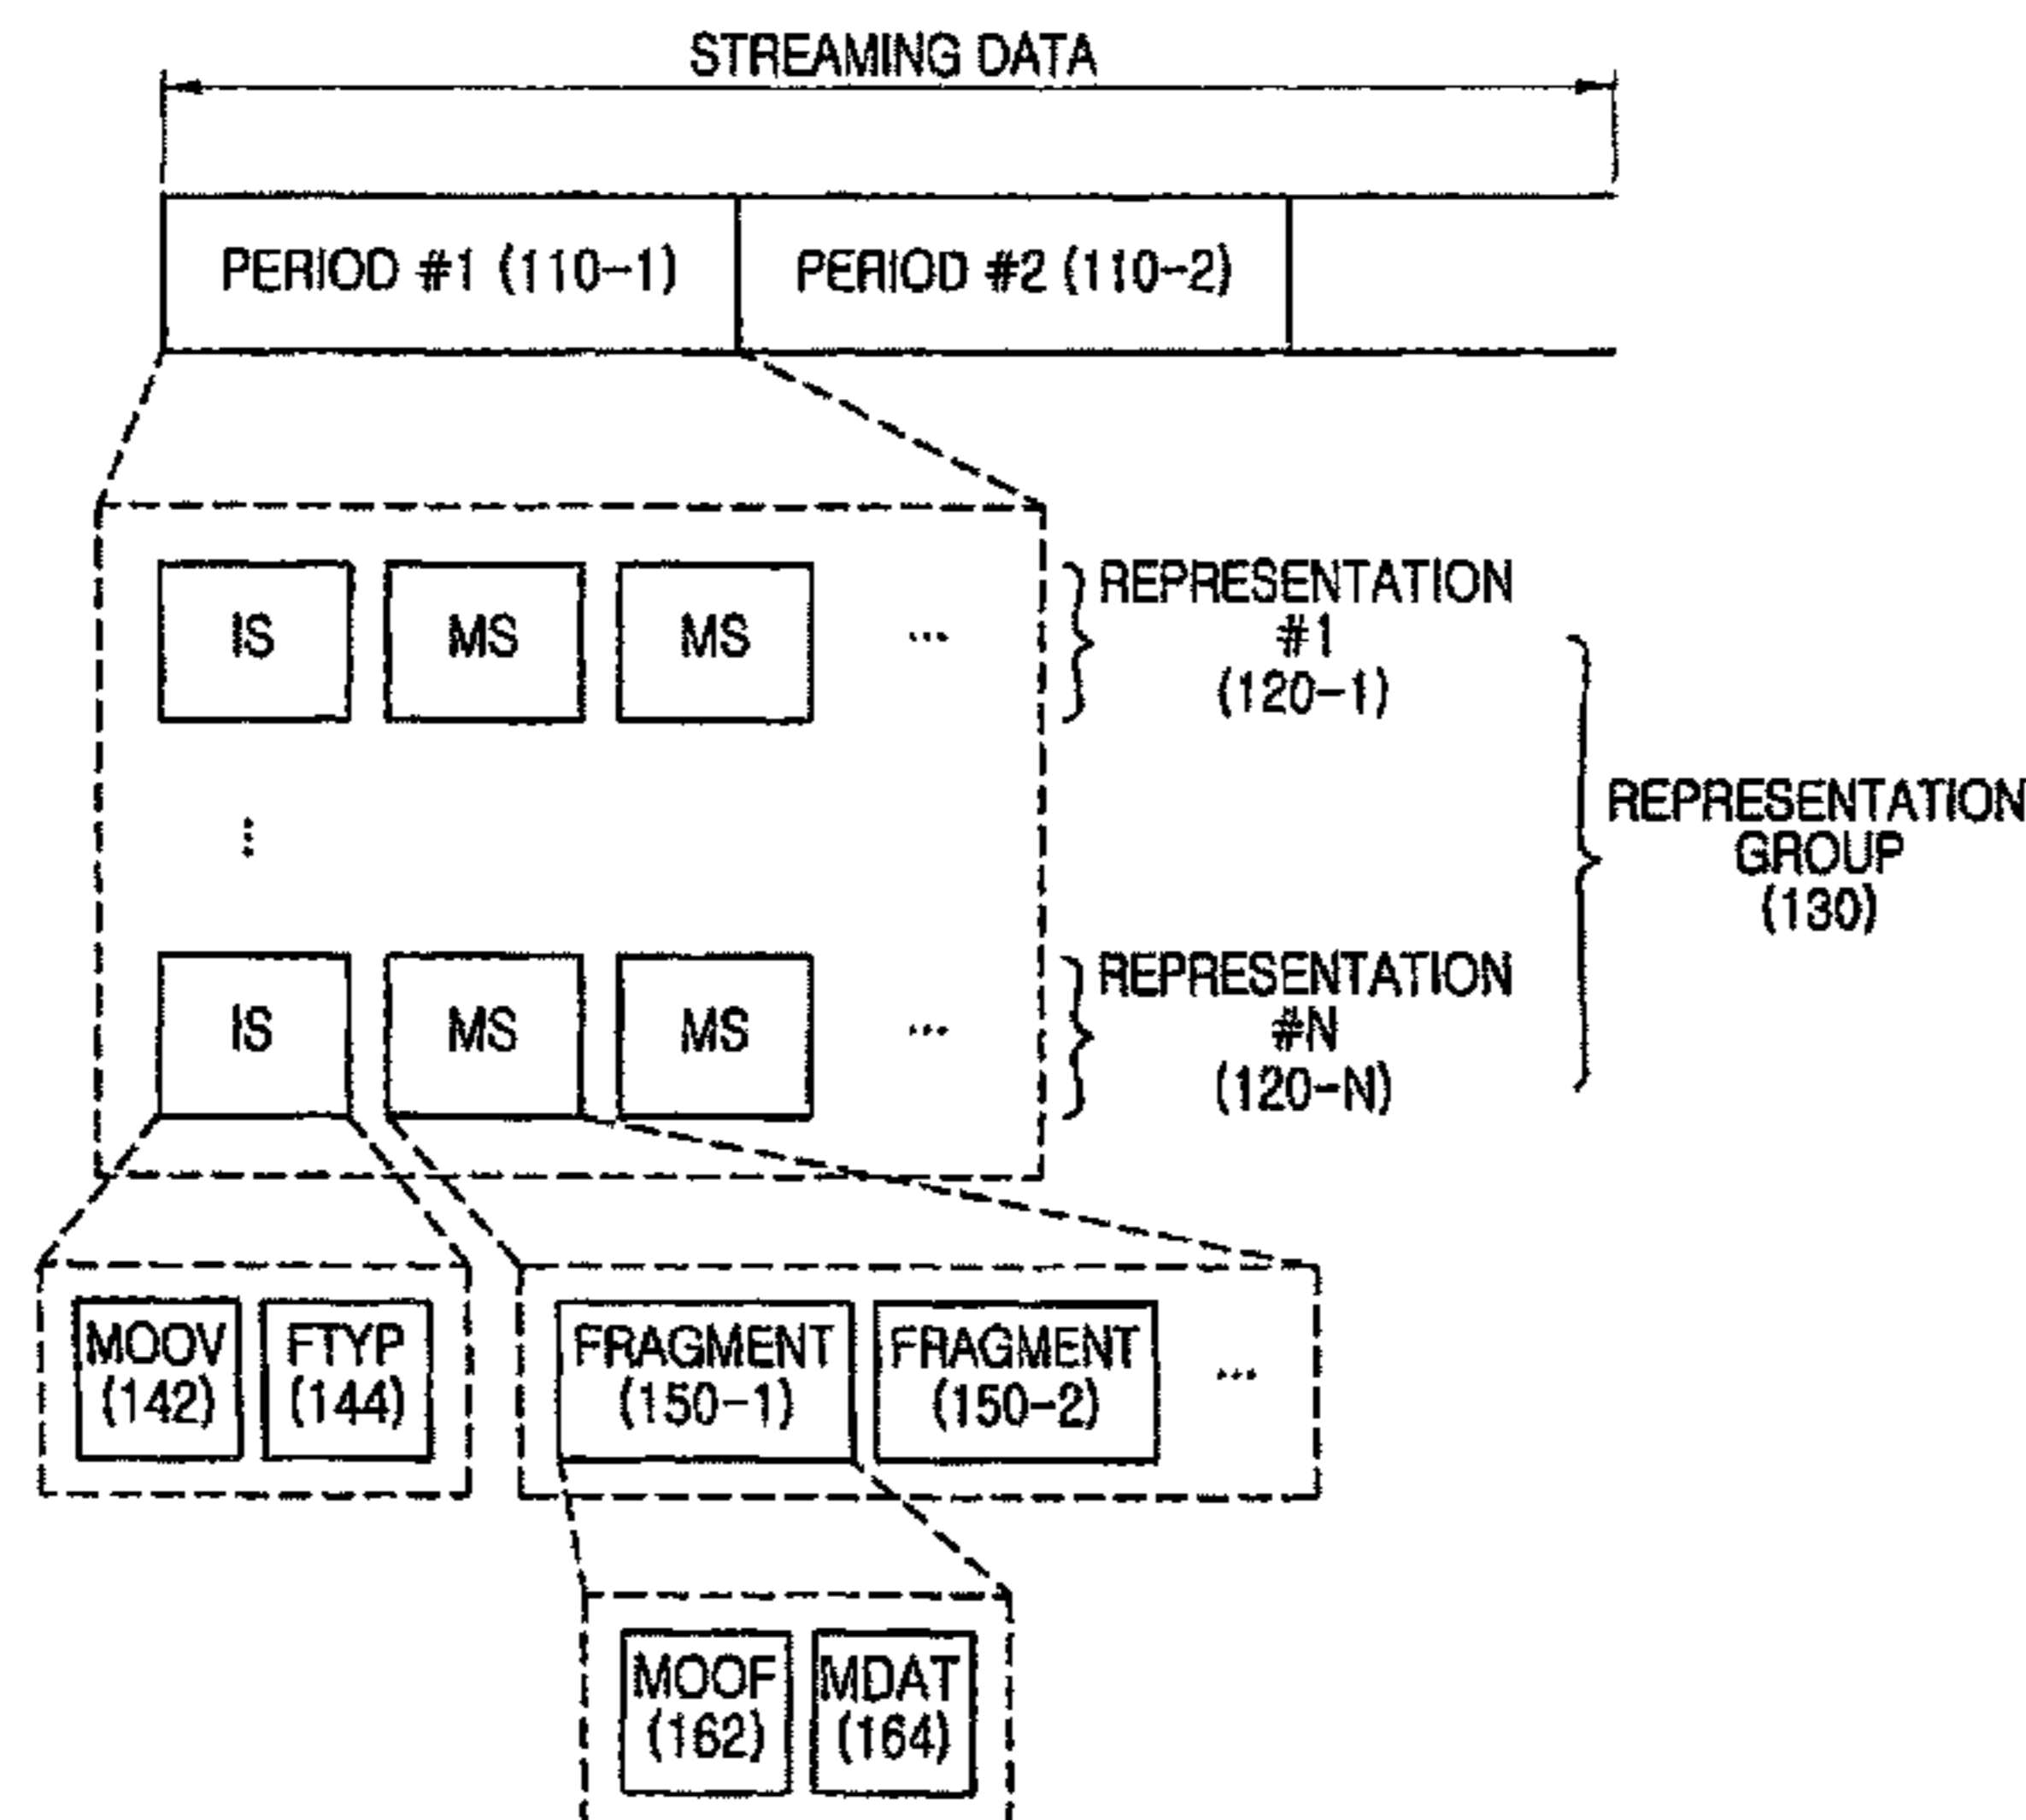 STREAMING DATA
PERIOD #1 (110-1)
PERIOD #2 (110-2)
IS
MS
MS
...
REPRESENTATION
#1
(120-1)
REPRESENTATION
GROUP
(130)
IS
MS
MS
...
REPRESENTATION
#N
(120-N)
MOOV
(142)
FTYP
(144)
FRAGMENT
(150-1)
FRAGMENT
(150-2)
...
MOOF
(162)
MDAT
(164)